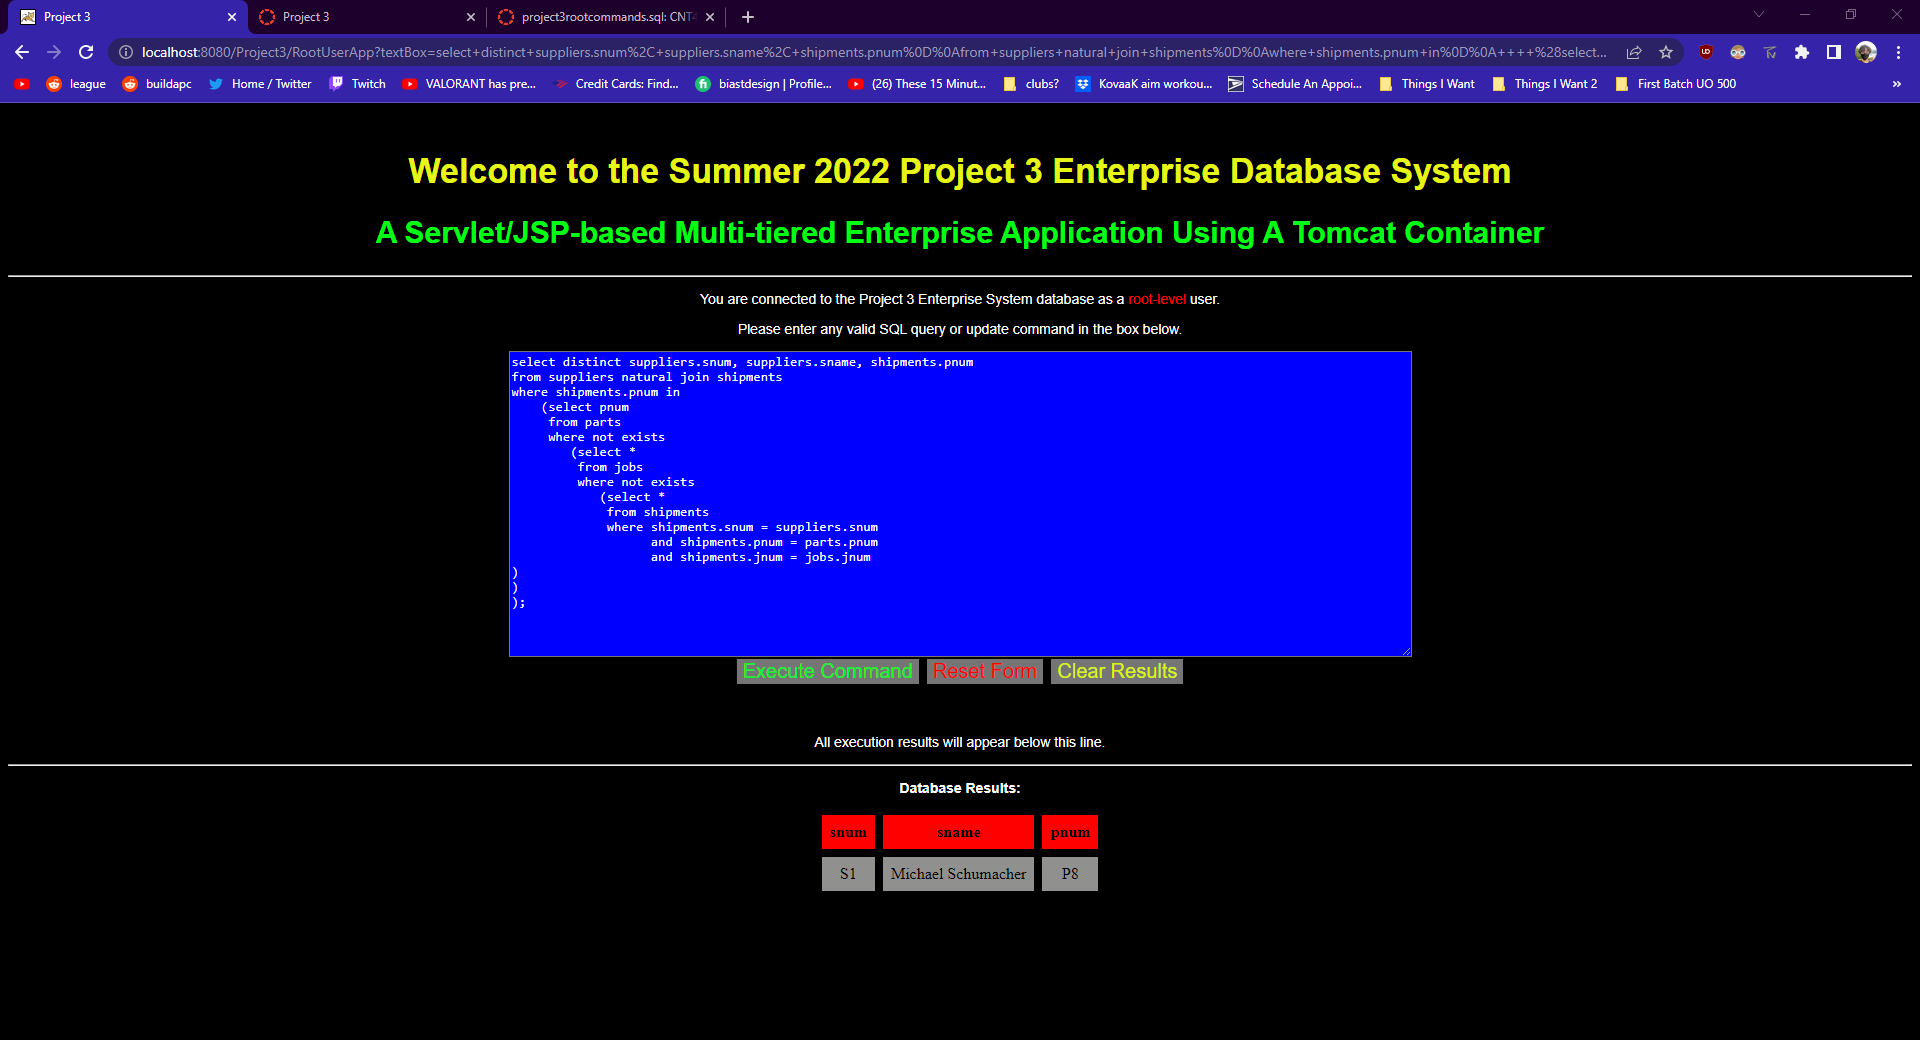 Project 3
Project 3
project3rootcommands.sql: CNT4
localhost:8080/Project3/RootUserApp?textBox=select+distinct+suppliers.snum%2C+suppliers.sname%2C+shipments.pnum%0D%0Afrom+suppliers+natural+join+shipments%0D%0Awhere+shipments.pnum+in%0D%0A++++%28select...
league
buildapc
Home / Twitter
Twitch
VALORANT has pre...
Credit Cards: Find...
biastdesign | Profile...
(26) These 15 Minut...
clubs?
KovaaK aim workou...
Schedule An Appoi...
Things I Want
Things I Want 2
First Batch UO 500
»
Welcome to the Summer 2022 Project 3 Enterprise Database System
A Servlet/JSP-based Multi-tiered Enterprise Application Using A Tomcat Container
You are connected to the Project 3 Enterprise System database as a root-level user.
Please enter any valid SQL query or update command in the box below.
select distinct suppliers.snum, suppliers.sname, shipments.pnum
from suppliers natural join shipments
where shipments.pnum in
(select pnum
from parts
where not exists
(select *
from jobs
where not exists
(select *
from shipments
where shipments.snum = suppliers.snum
and shipments.pnum = parts.pnum
and shipments.jnum = jobs.jnum
)
)
);
Execute Command Reset Form Clear Results
All execution results will appear below this line.
Database Results:
snum sname pnum
S1 Michael Schumacher P8